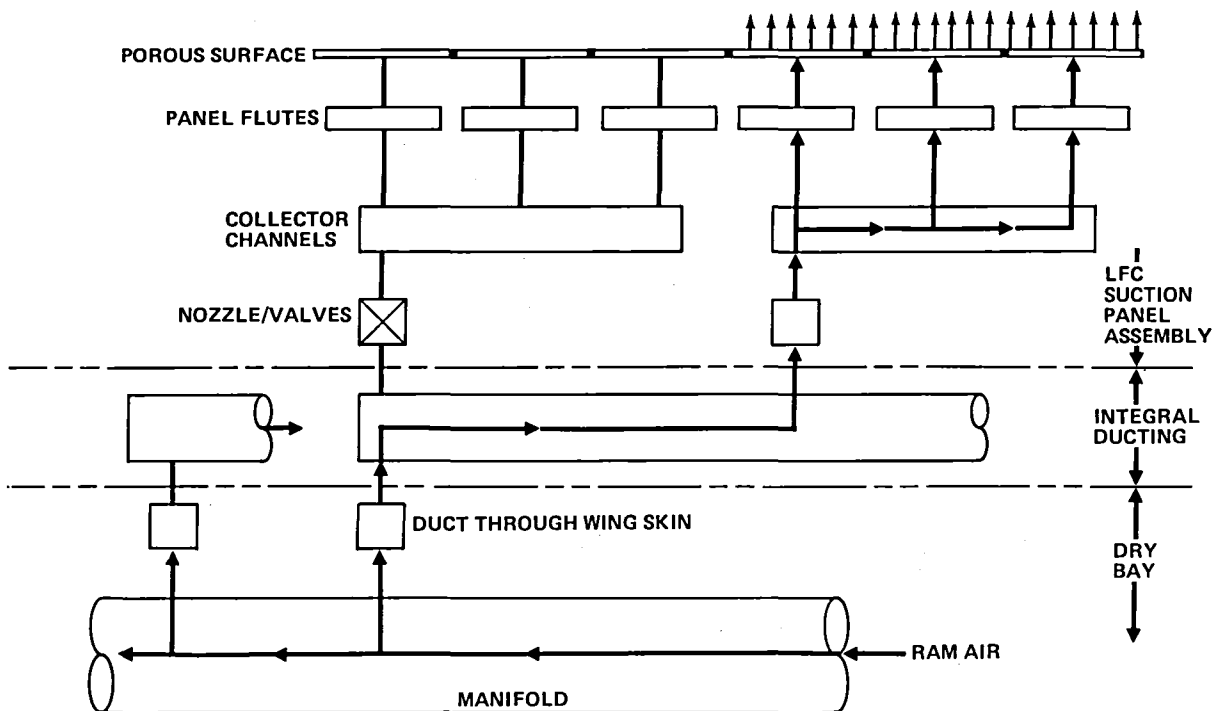 POROUS SURFACE
PANEL FLUTES
COLLECTOR
CHANNELS
LFC
SUCTION
PANEL
ASSEMBLY
NOZZLE/VALVES
INTEGRAL
DUCTING
DUCT THROUGH WING SKIN
DRY
BAY
RAM AIR
MANIFOLD